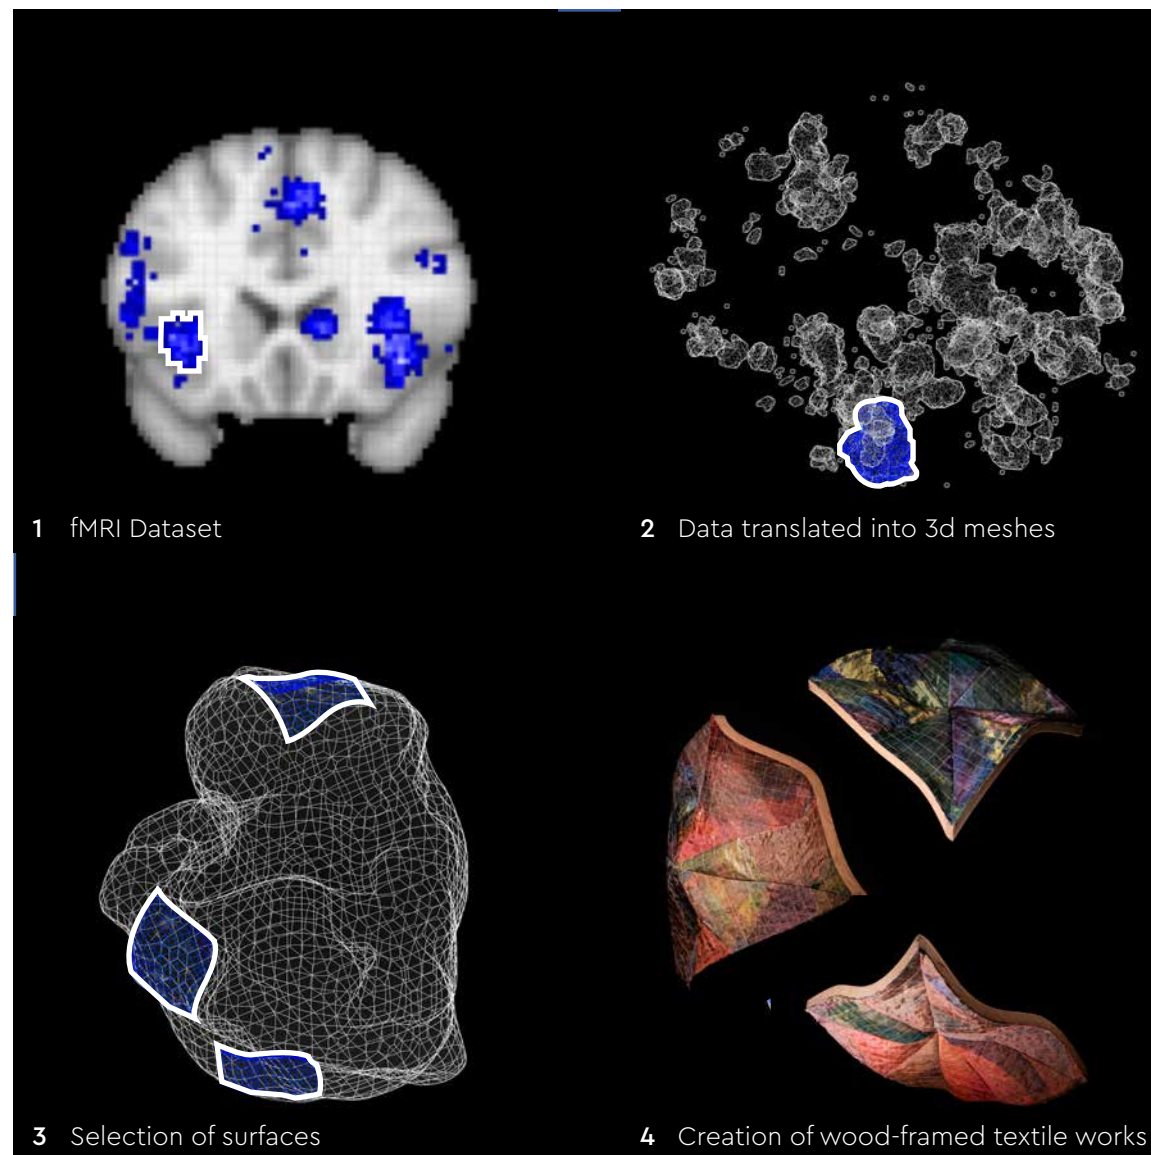 1 fMRI Dataset
2 Data translated into 3d meshes
3 Selection of surfaces
4 Creation of wood-framed textile works